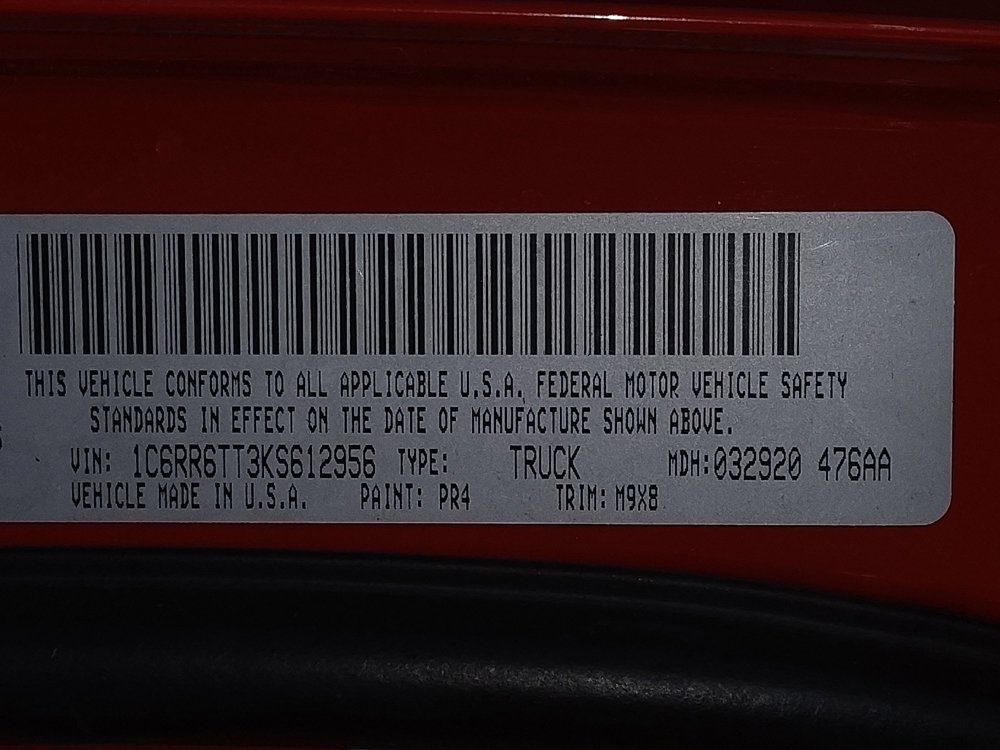 THIS VEHICLE CONFORMS TO ALL APPLICABLE U.S.A. FEDERAL MOTOR VEHICLE SAFETY
STANDARDS IN EFFECT ON THE DATE OF MANUFACTURE SHOWN ABOVE.
VIN: 1C6RR6TT3KS612956 TYPE: TRUCK MDH:032920 476AA
VEHICLE MADE IN U.S.A. PAINT: PR4 TRIM: M9X8